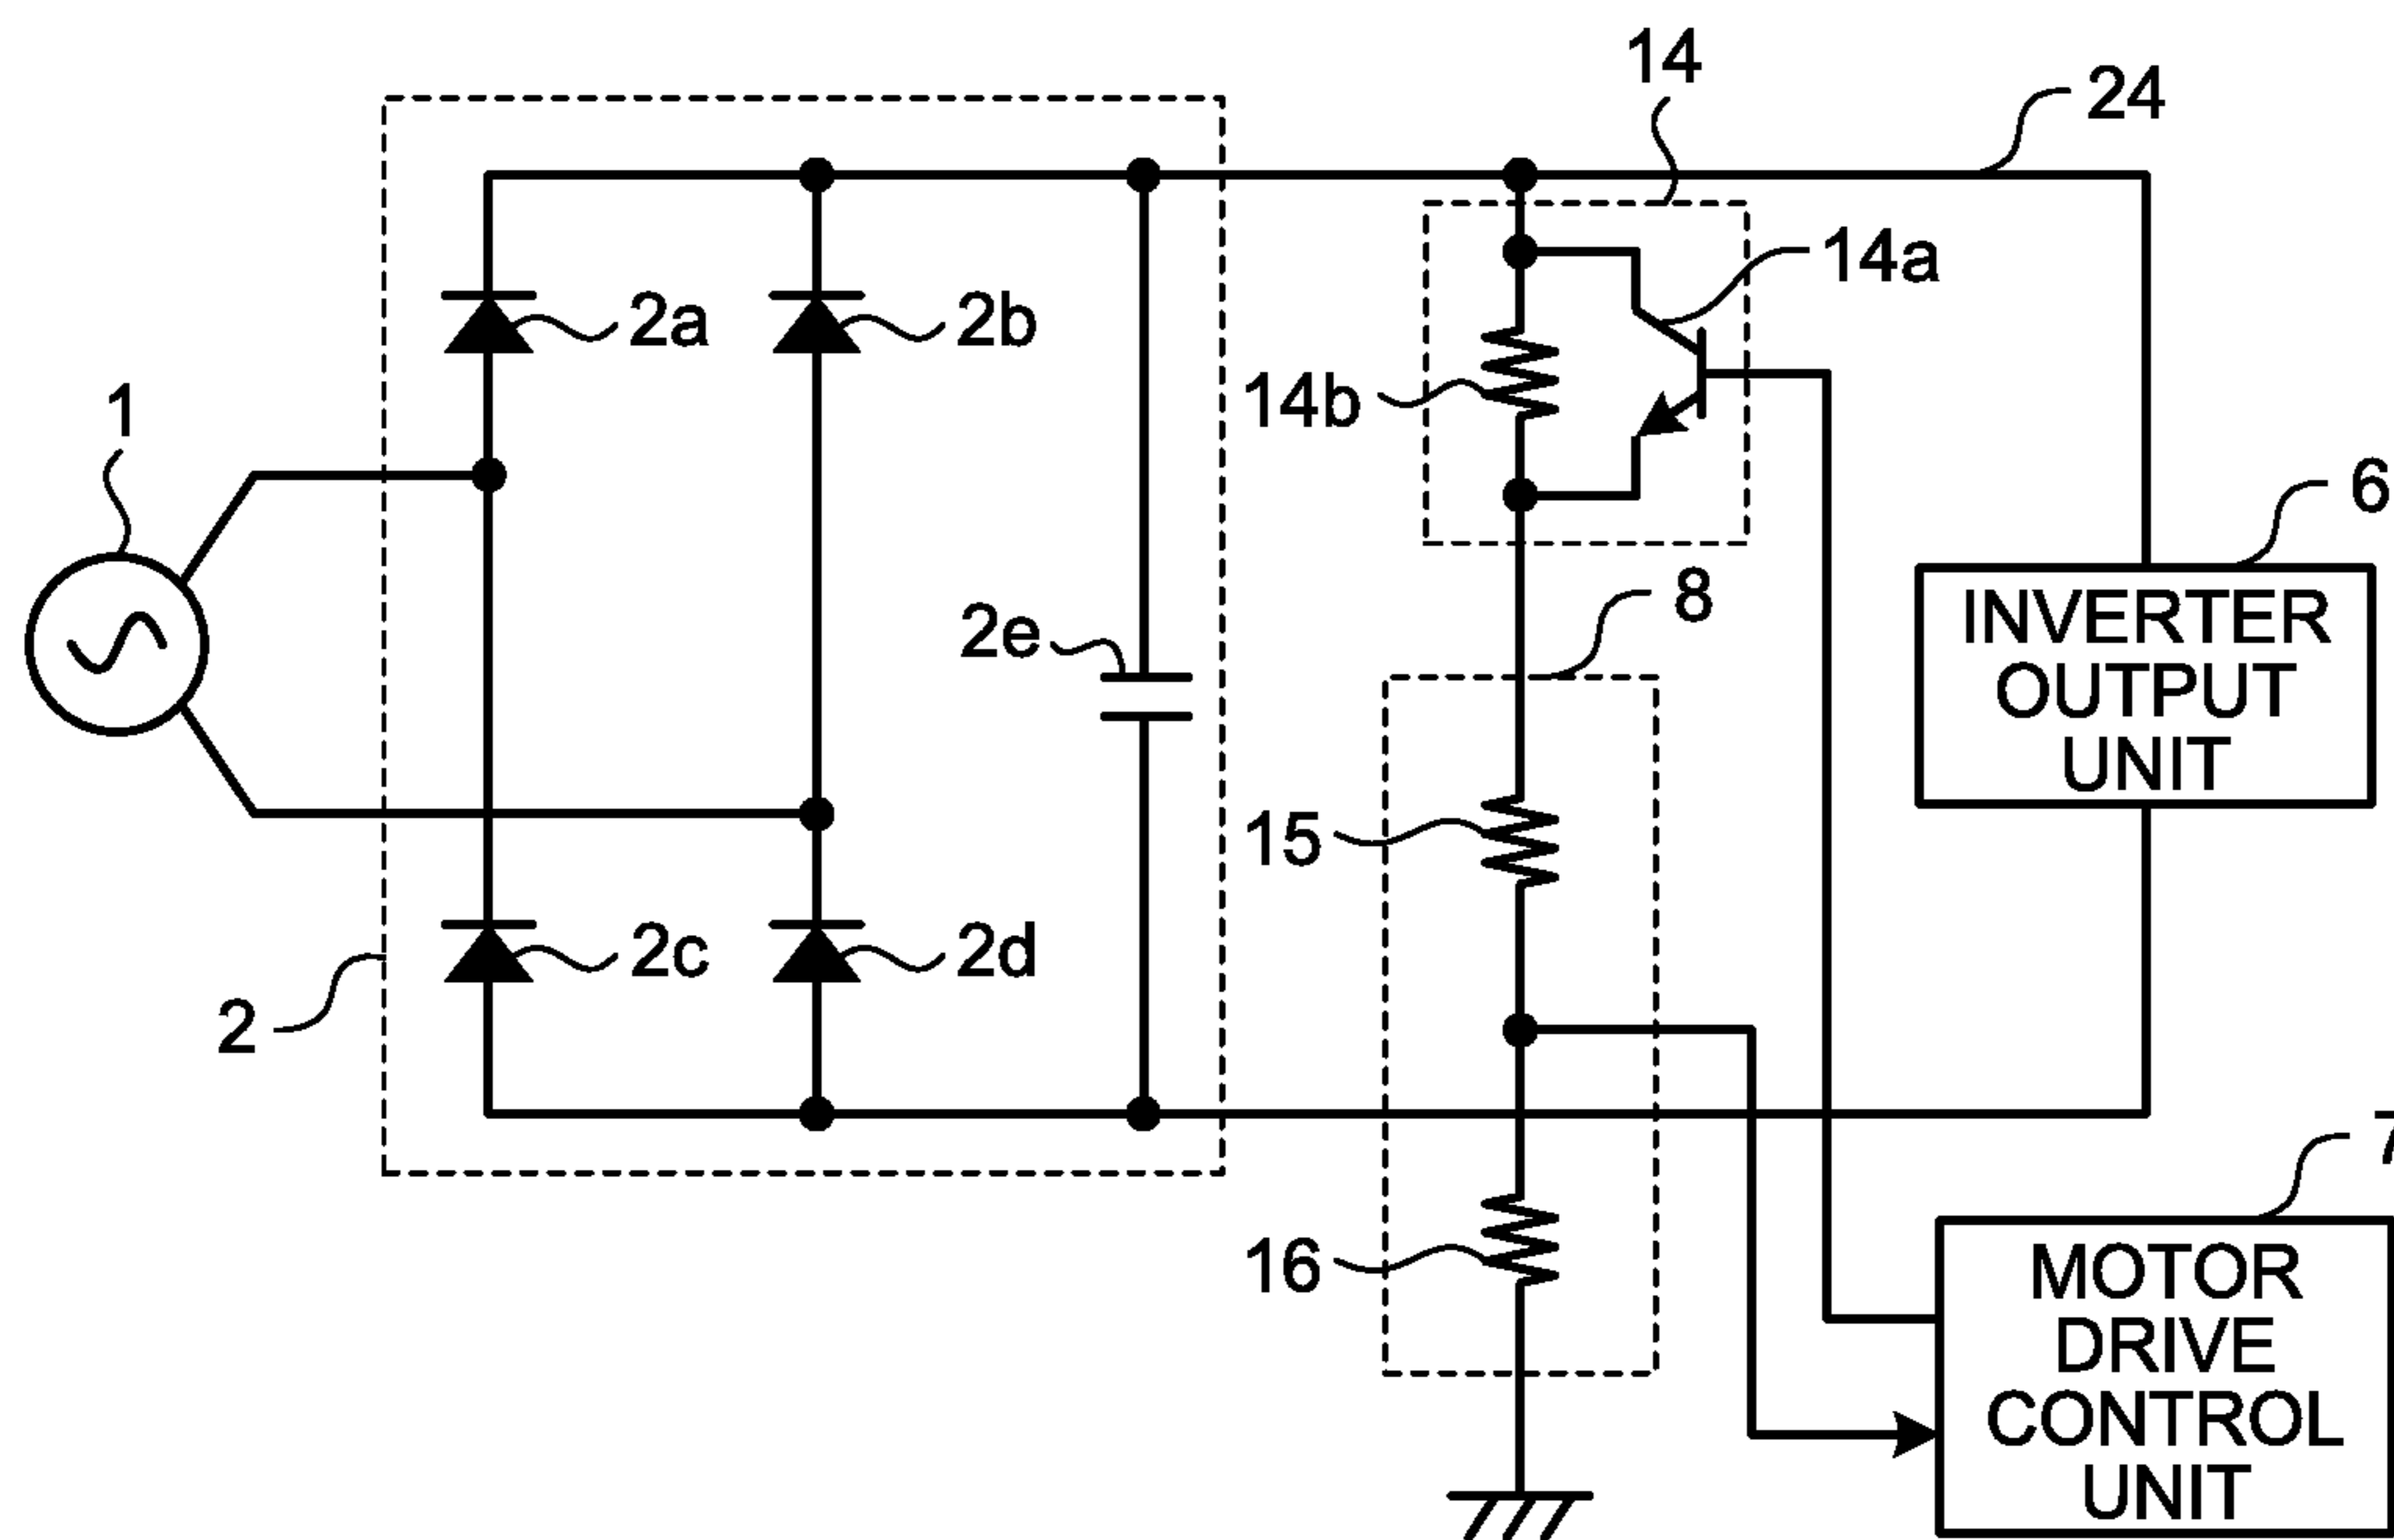 14
24
14a
2a
2b
14b
1
6
INVERTER
OUTPUT
UNIT
8
2e
15
2c
2d
2
7
16
MOTOR
DRIVE
CONTROL
UNIT